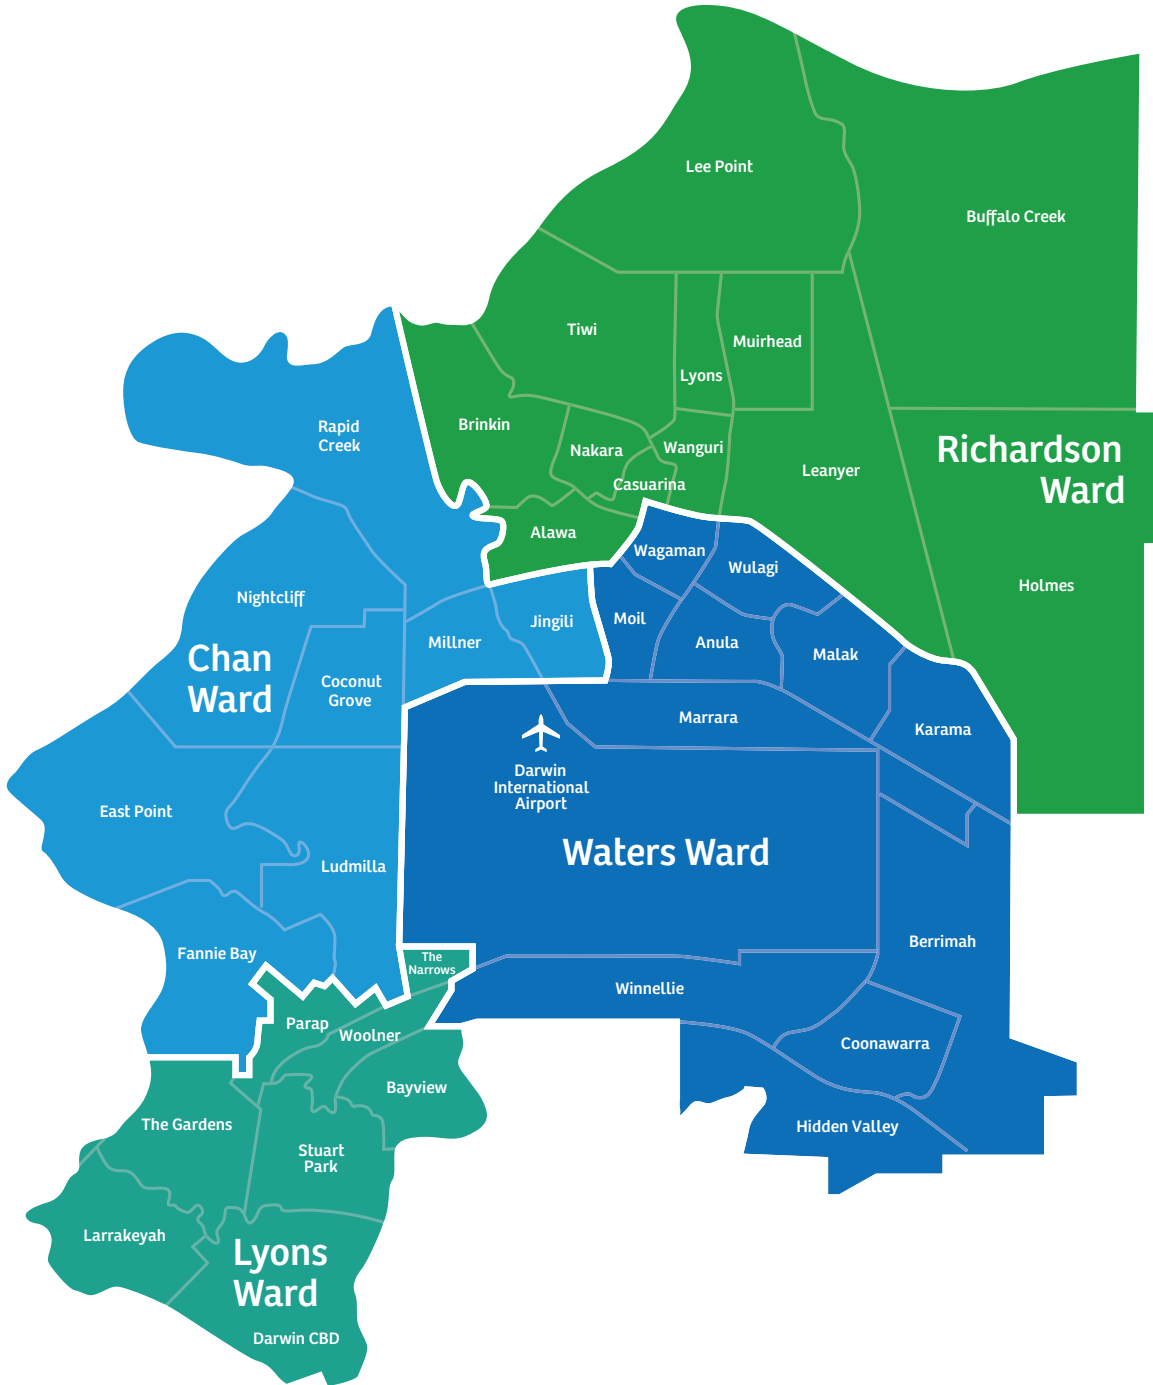 Lee Point
Buffalo Creek
Tiwi
Muirhead
Lyons
Brinkin
Rapid
Creek
Nakara
Wanguri
Richardson
Ward
Leanyer
Casuarina
Alawa
Wagaman
Wulagi
Holmes
Nightcliff
Moil
Jingili
Millner
Anula
Malak
Chan
Ward
Coconut
Grove
Marrara
Karama
Darwin
International
Airport
East Point
Waters Ward
Ludmilla
Berrimah
Fannie Bay
The
Narrows
Winnellie
Parap
Woolner
Coonawarra
Bayview
The Gardens
Hidden Valley
Stuart
Park
Larrakeyah
Lyons
Ward
Darwin CBD